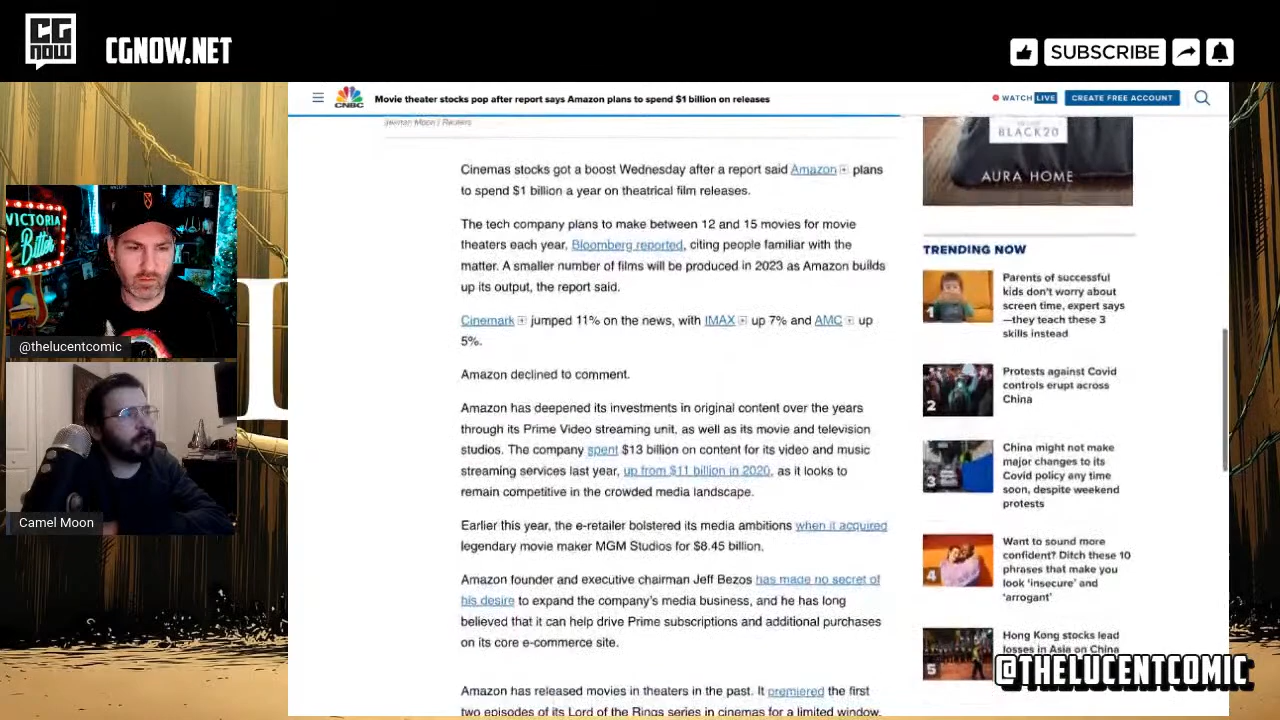 CG
NOW
CGNOW.NET
SUBSCRIBE
CNBC
Movie theater stocks pop after report says Amazon plans to spend $1 billion on releases
WATCH LIVE
CREATE FREE ACCOUNT
Moon | Reuters
Cinemas stocks got a boost Wednesday after a report said Amazon plans
to spend $1 billion a year on theatrical film releases.
The tech company plans to make between 12 and 15 movies for movie
theaters each year, Bloomberg reported, citing people familiar with the
matter. A smaller number of films will be produced in 2023 as Amazon builds
up its output, the report said.
Cinemark jumped 11% on the news, with IMAX up 7% and AMC up
5%.
Amazon declined to comment.
Amazon has deepened its investments in original content over the years
through its Prime Video streaming unit, as well as its movie and television
studios. The company spent $13 billion on content for its video and music
streaming services last year, up from $11 billion in 2020, as it looks to
remain competitive in the crowded media landscape.
Earlier this year, the e-retailer bolstered its media ambitions when it acquired
legendary movie maker MGM Studios for $8.45 billion.
Amazon founder and executive chairman Jeff Bezos has made no secret of
his desire to expand the company's media business, and he has long
believed that it can help drive Prime subscriptions and additional purchases
on its core e-commerce site.
Amazon has released movies in theaters in the past. It premiered the first
two episodes of its Lord of the Rings series in cinemas for a limited window,
BLACK20
AURA HOME
TRENDING NOW
1
Parents of successful
kids don't worry about
screen time, expert says
—they teach these 3
skills instead
2
Protests against Covid
controls erupt across
China
3
China might not make
major changes to its
Covid policy any time
soon, despite weekend
protests
4
Want to sound more
confident? Ditch these 10
phrases that make you
look 'insecure' and
'arrogant'
5
Hong Kong stocks lead
losses in Asia on China
VICTORIA
Bitter
@thelucentcomic
Camel Moon
@THELUCENTCOMIC